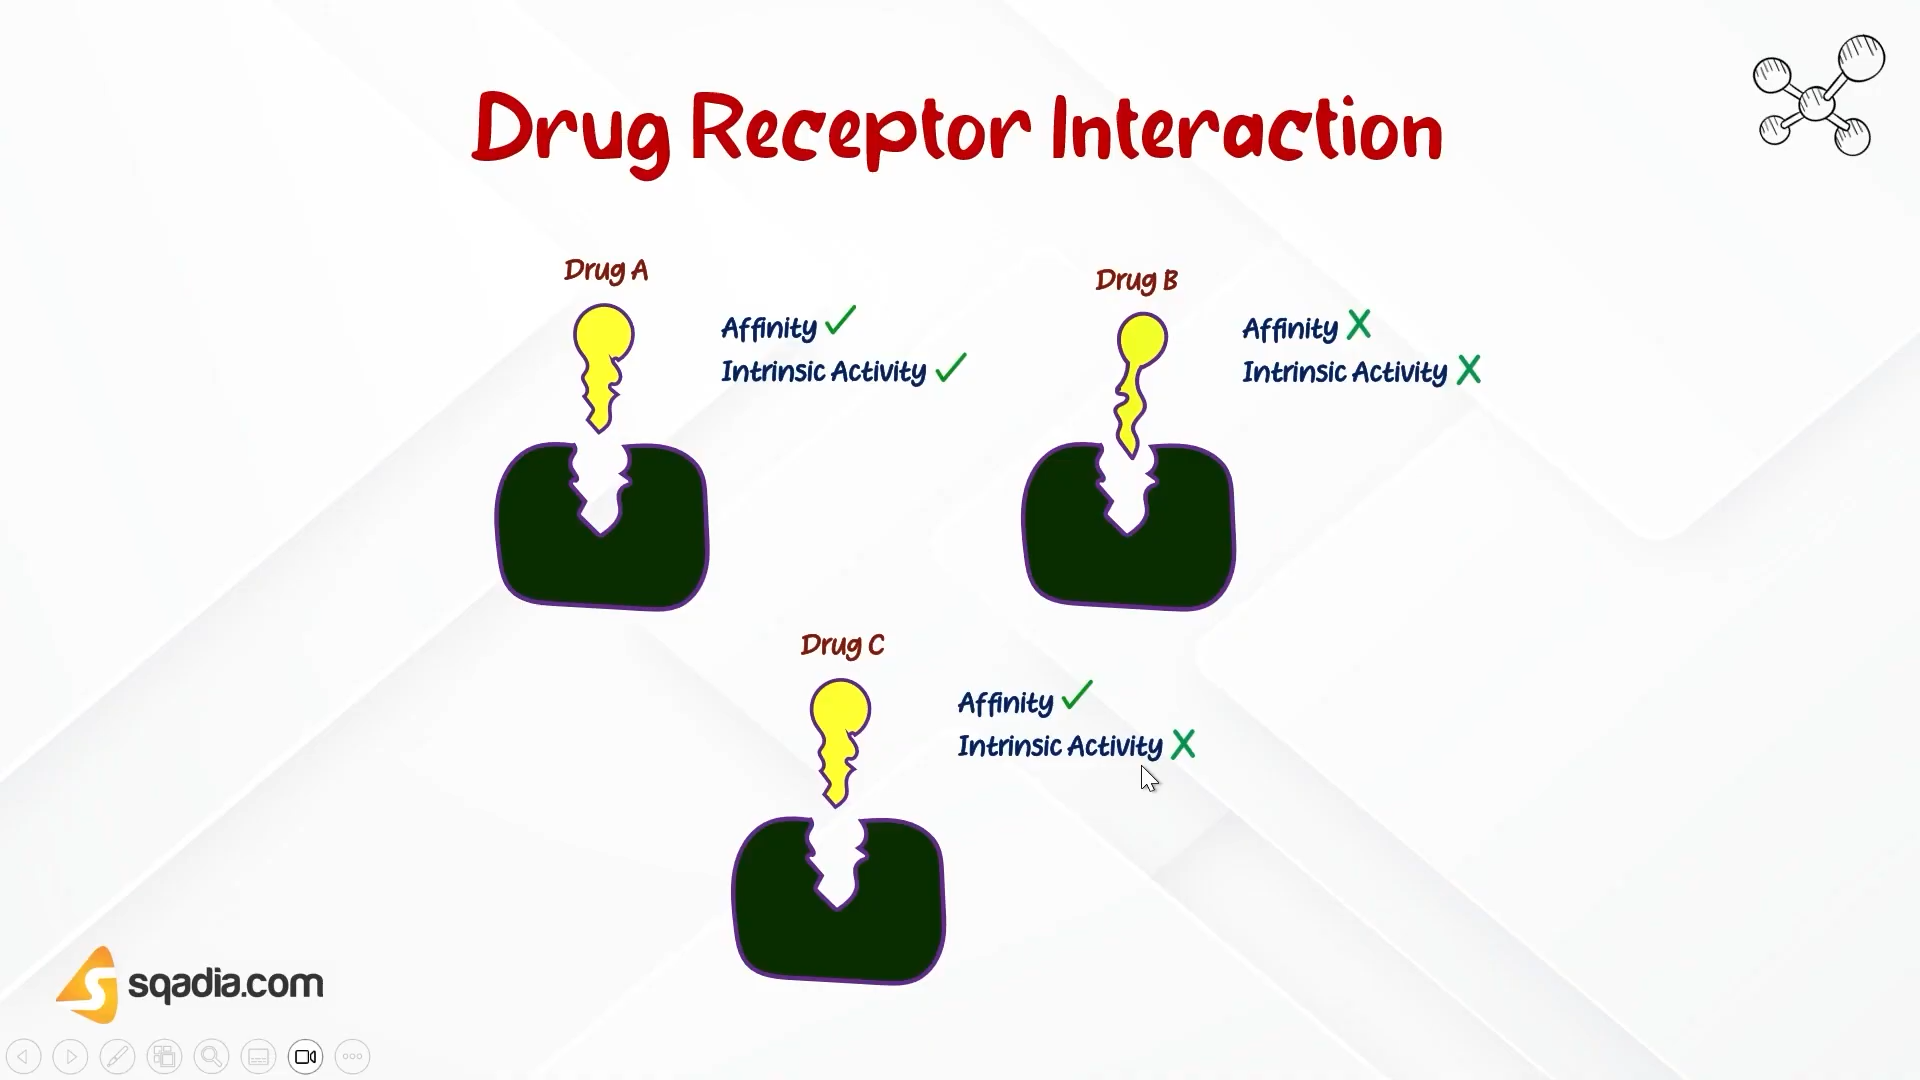 Drug Receptor Interaction
Drug A
Affinity ✓
Intrinsic Activity ✓
Drug B
Affinity X
Intrinsic Activity X
Drug C
Affinity ✓
Intrinsic Activity X
sqadia.com